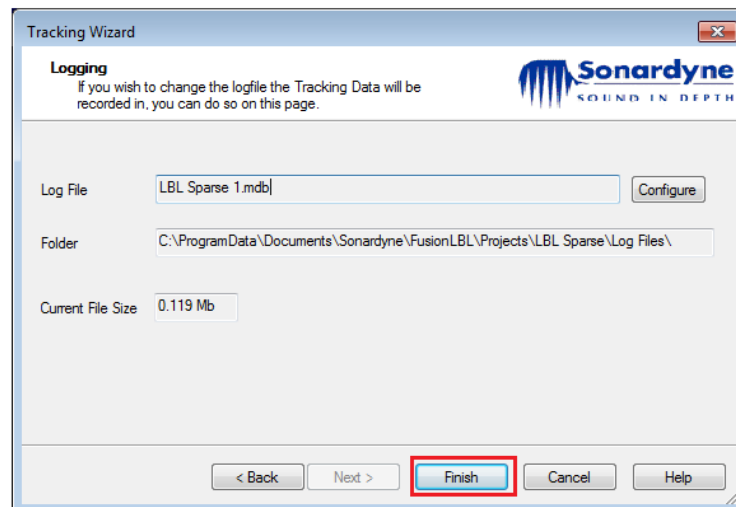 Tracking Wizard
Logging
If you wish to change the logfile the Tracking Data will be
recorded in, you can do so on this page.
Sonardyne
SOUND IN DEPTH
Log File
LBL Sparse 1.mdb
Configure
Folder
C:\ProgramData\Documents\Sonardyne\FusionLBL\Projects\LBL Sparse\Log Files\
Current File Size
0.119 Mb
< Back
Next >
Finish
Cancel
Help